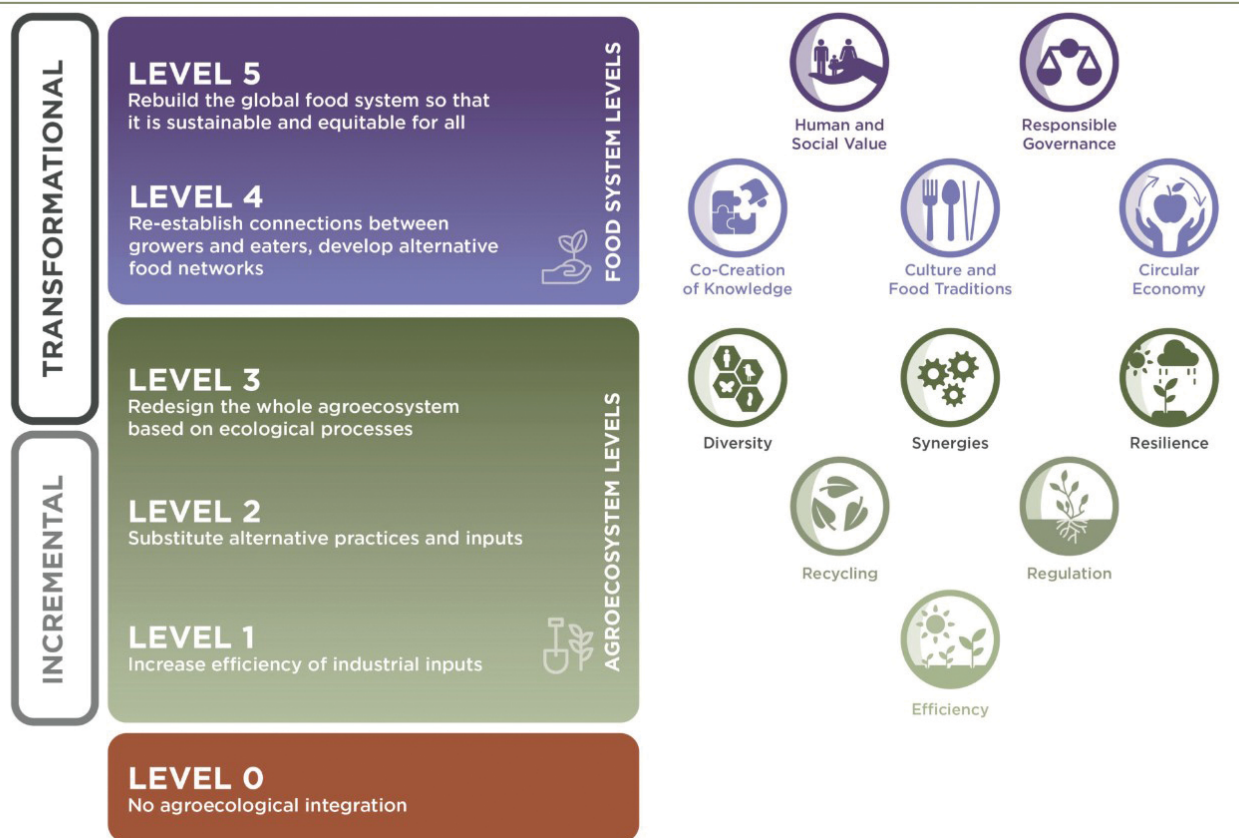 TRANSFORMATIONAL
INCREMENTAL
LEVEL 5
Rebuild the global food system so that
it is sustainable and equitable for all
LEVEL 4
Re-establish connections between
growers and eaters, develop alternative
food networks
FOOD SYSTEM LEVELS
LEVEL 3
Redesign the whole agroecosystem
based on ecological processes
LEVEL 2
Substitute alternative practices and inputs
LEVEL 1
Increase efficiency of industrial inputs
AGROECOSYSTEM LEVELS
LEVEL 0
No agroecological integration
Human and
Social Value
Responsible
Governance
Co-Creation
of Knowledge
Culture and
Food Traditions
Circular
Economy
Diversity
Synergies
Resilience
Recycling
Regulation
Efficiency